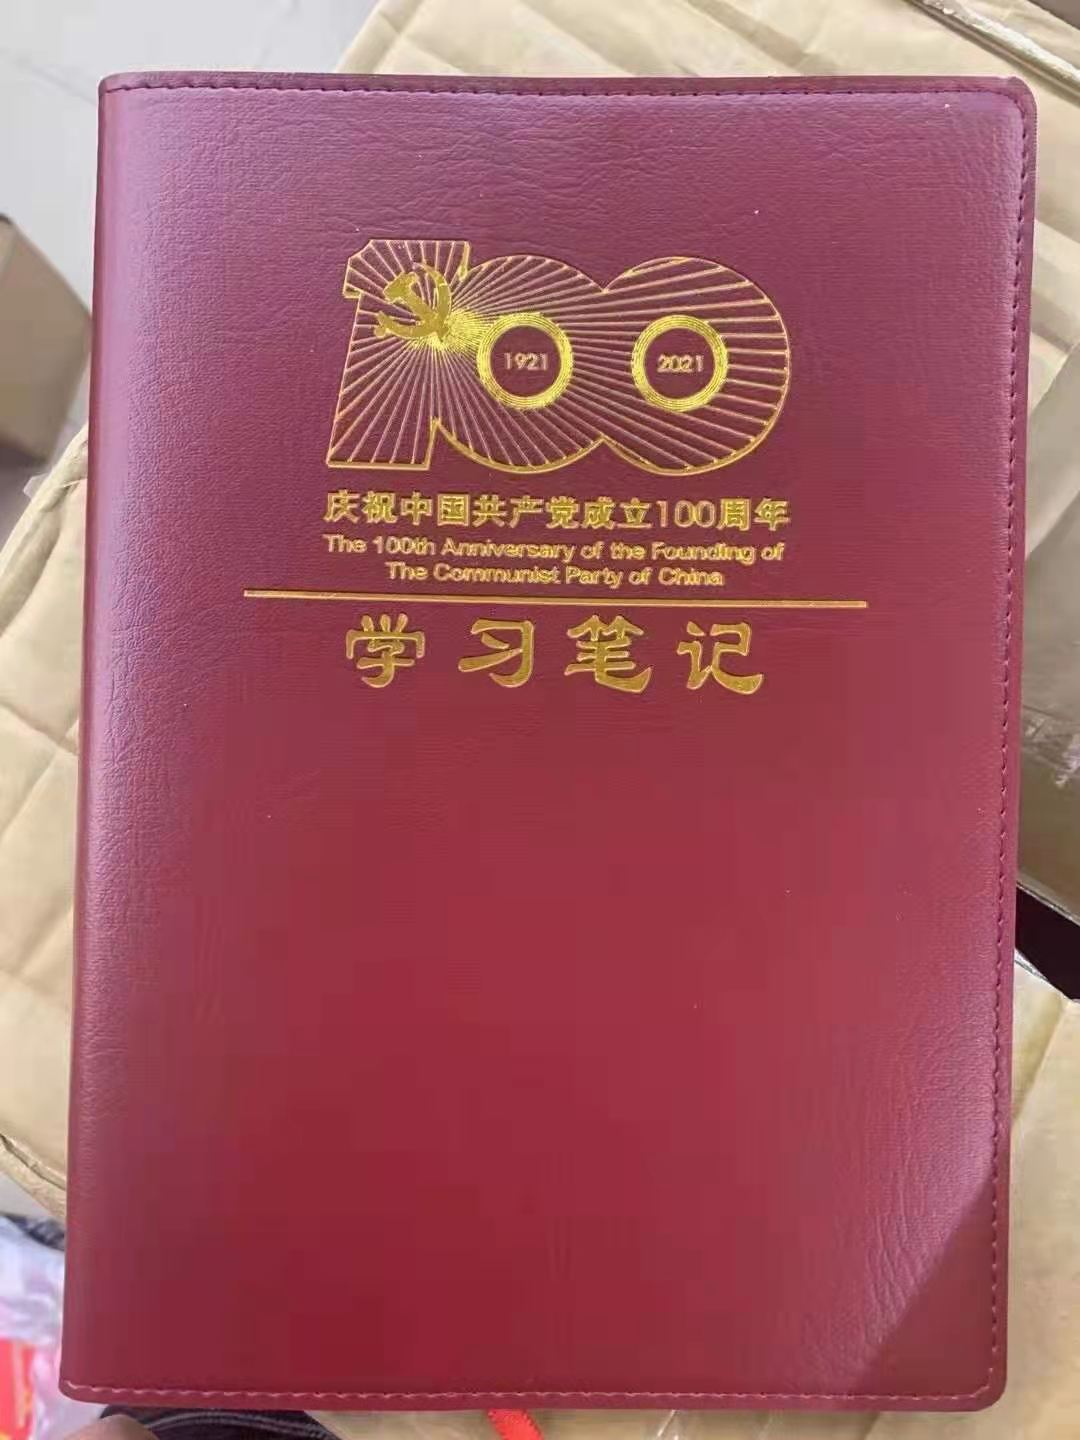 100
1921 2021
庆祝中国共产党成立100周年
The 100th Anniversary of the Founding of
The Communist Party of China
学习笔记